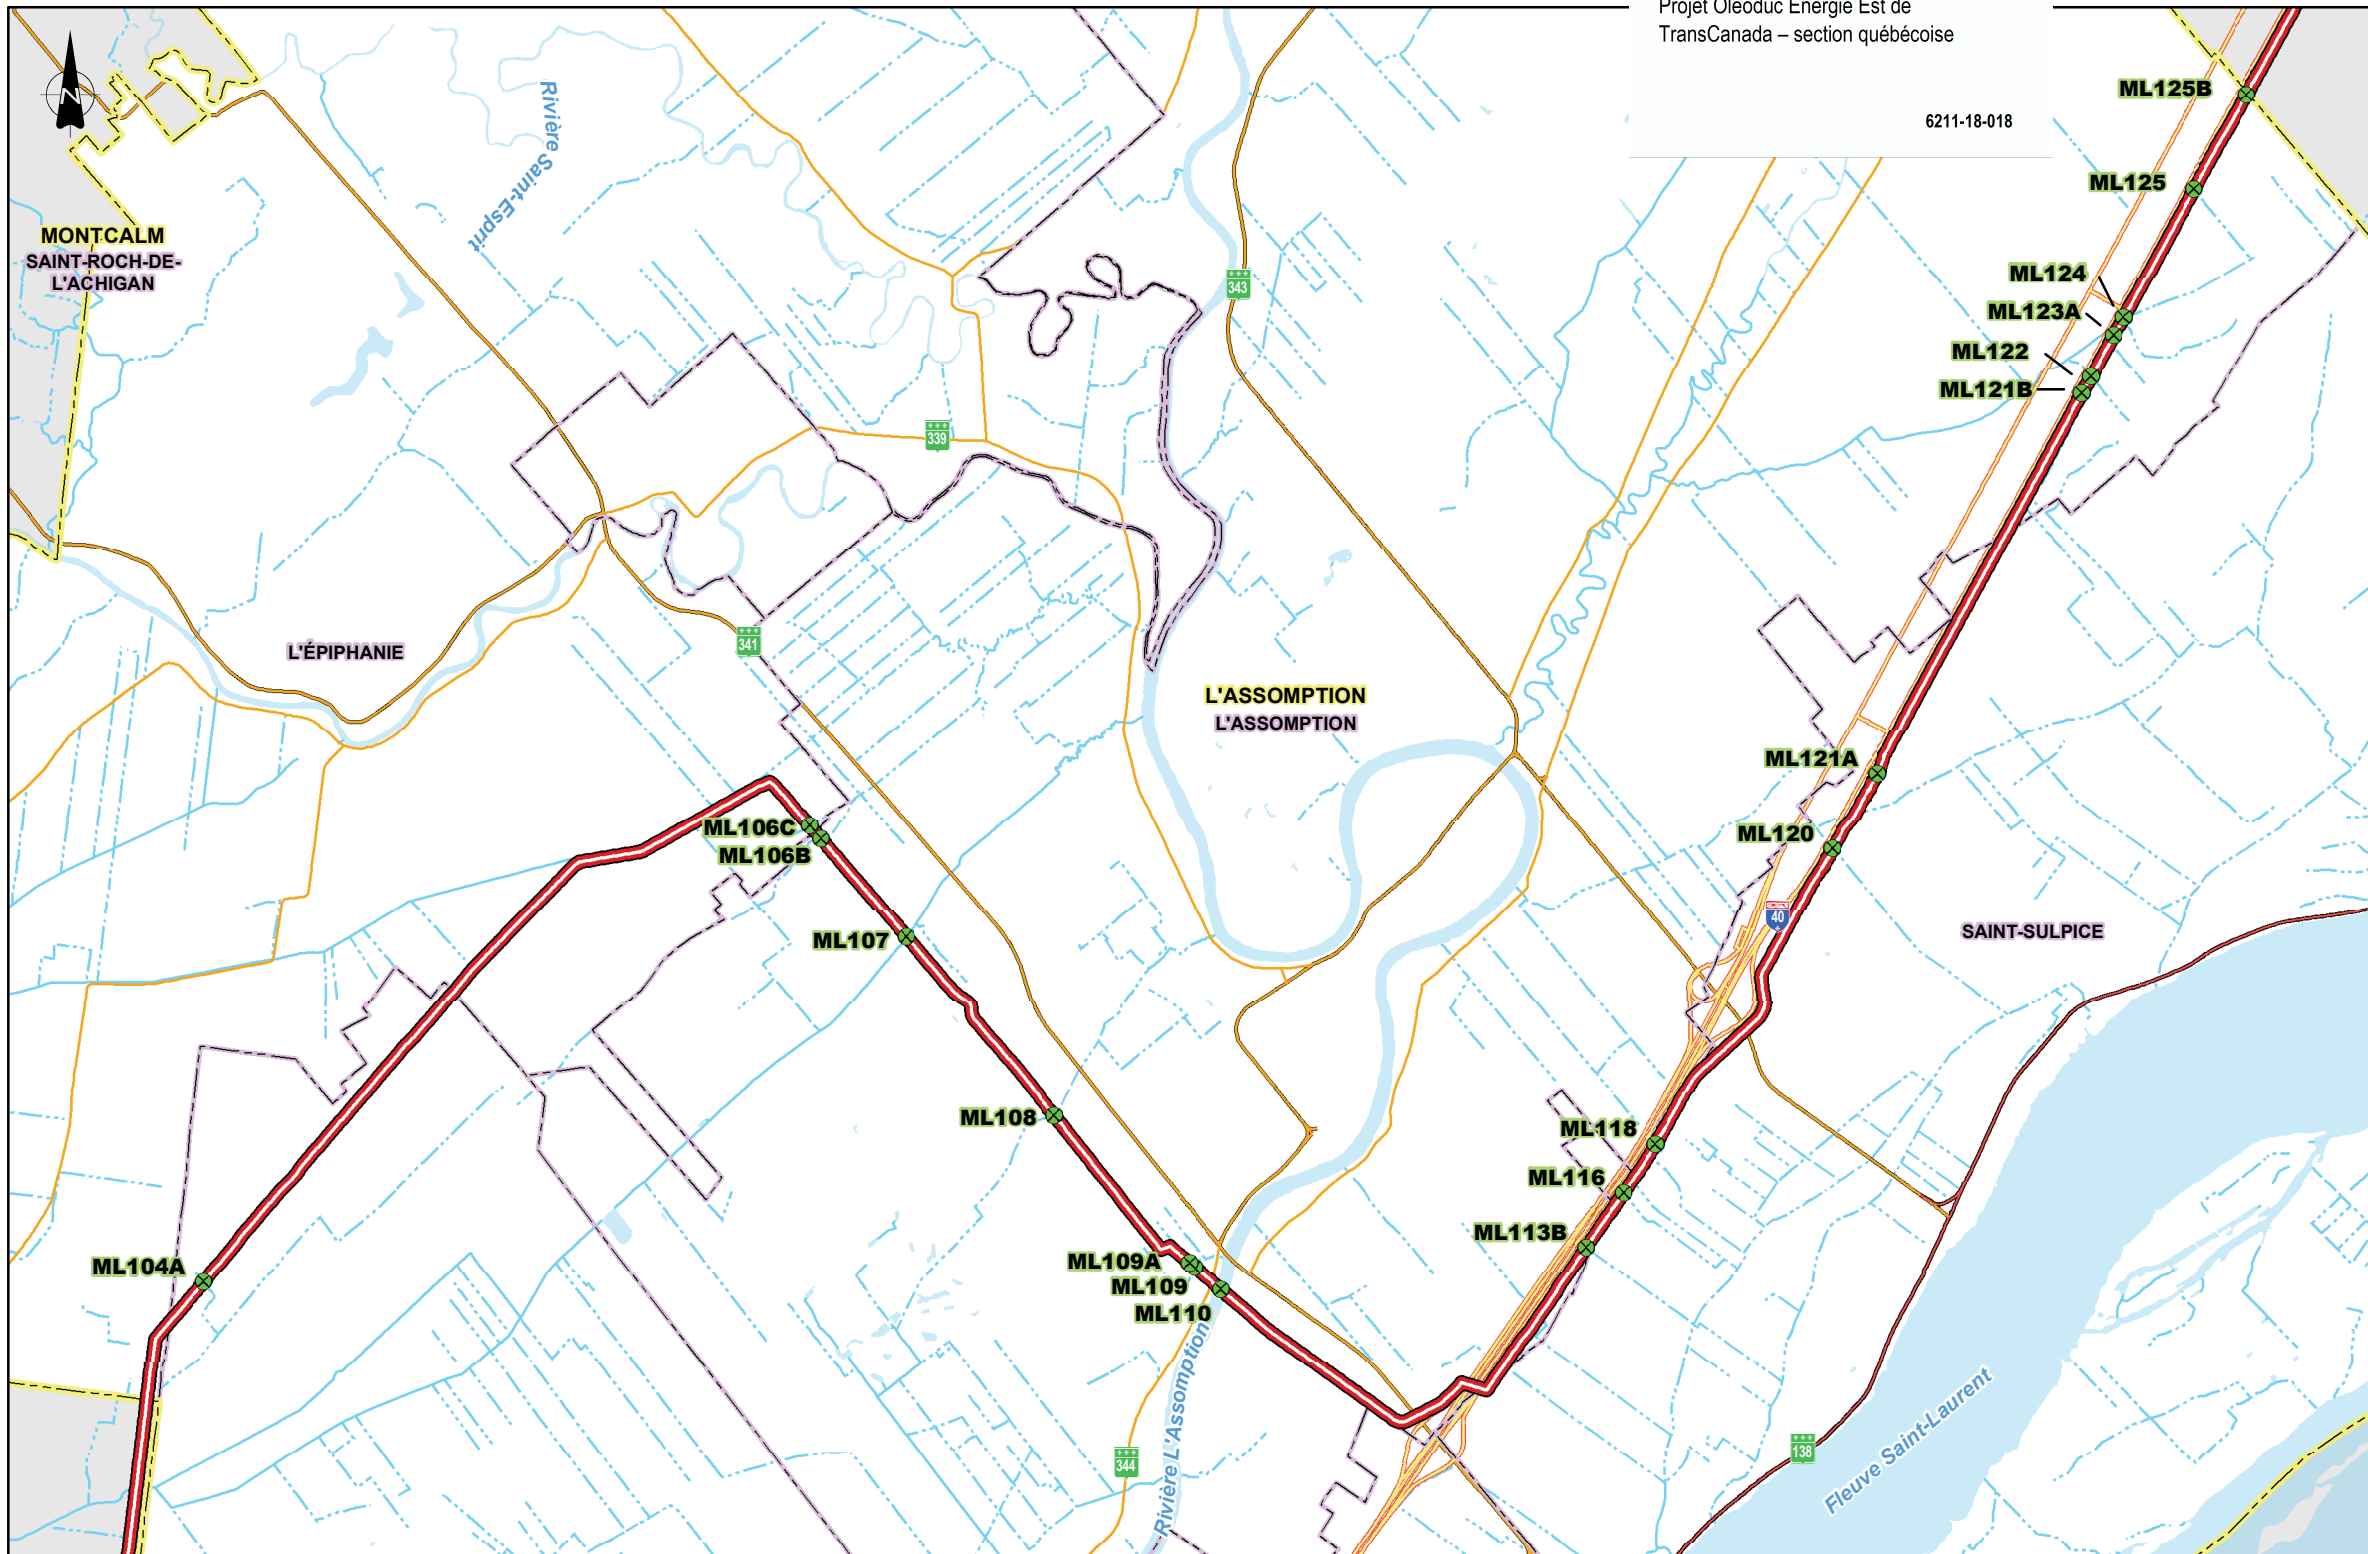 Projet Oléoduc Énergie Est de
TransCanada – section québécoise
6211-18-018
N
ML125B
ML125
ML124
ML123A
ML122
ML121B
Rivière Saint-Esprit
MONTCALM
SAINT-ROCH-DE-
L'ACHIGAN
343
339
341
L'ÉPIPHANIE
L'ASSOMPTION
L'ASSOMPTION
ML121A
ML120
ML106C
ML106B
ML107
40
SAINT-SULPICE
ML108
ML118
ML116
ML113B
ML104A
ML109A
ML109
ML110
Rivière L'Assomption
344
138
Fleuve Saint-Laurent